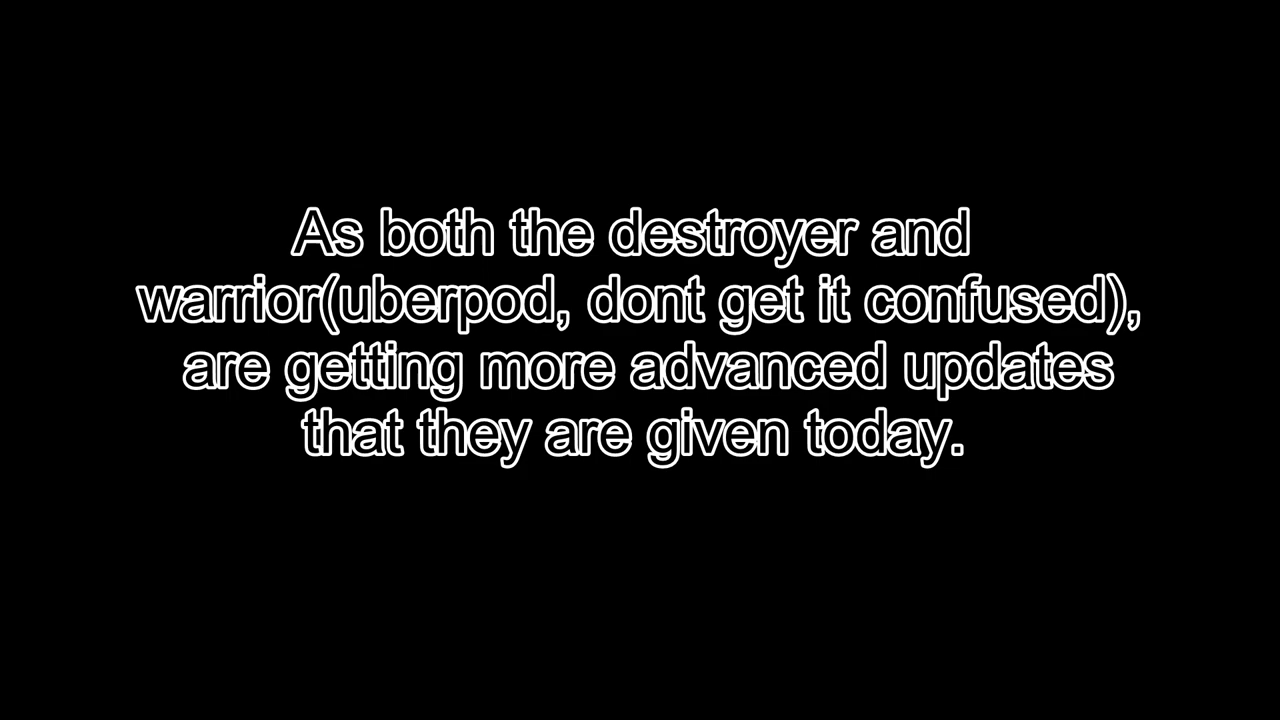 As both the destroyer and
warrior(uberpod, dont get it confused),
are getting more advanced updates
that they are given today.